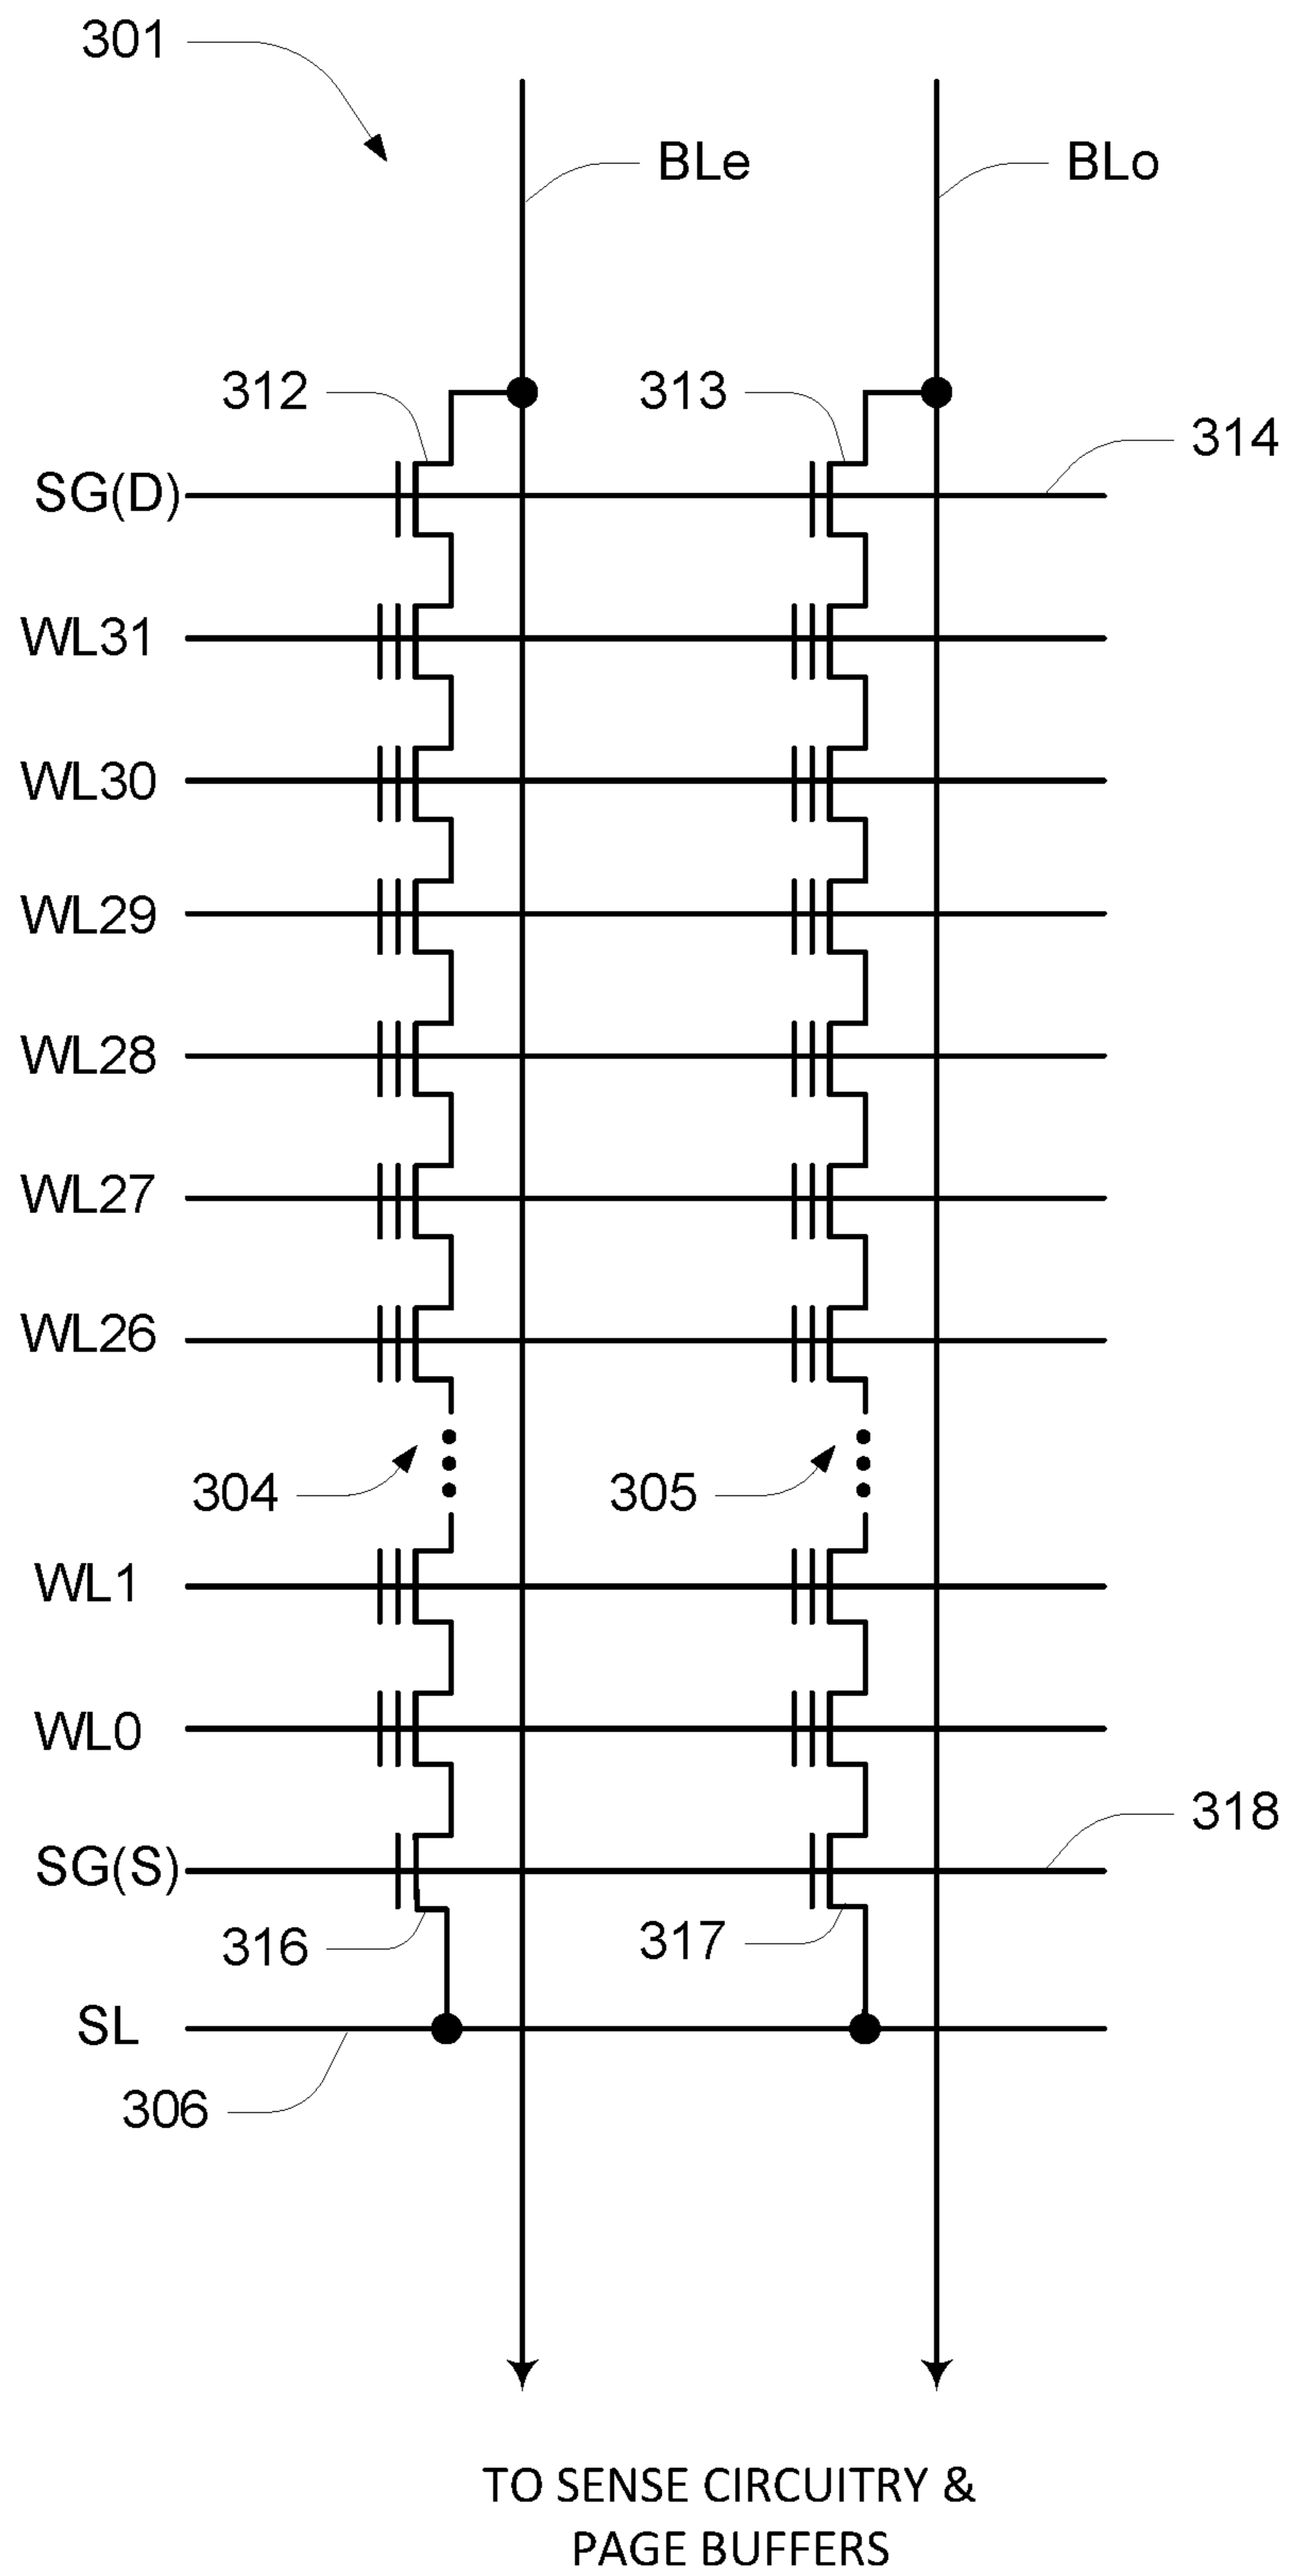 301
BLe
BLo
312
313
314
SG(D)
WL31
WL30
WL29
WL28
WL27
WL26
304
305
WL1
WL0
318
SG(S)
316
317
SL
306
TO SENSE CIRCUITRY &
PAGE BUFFERS